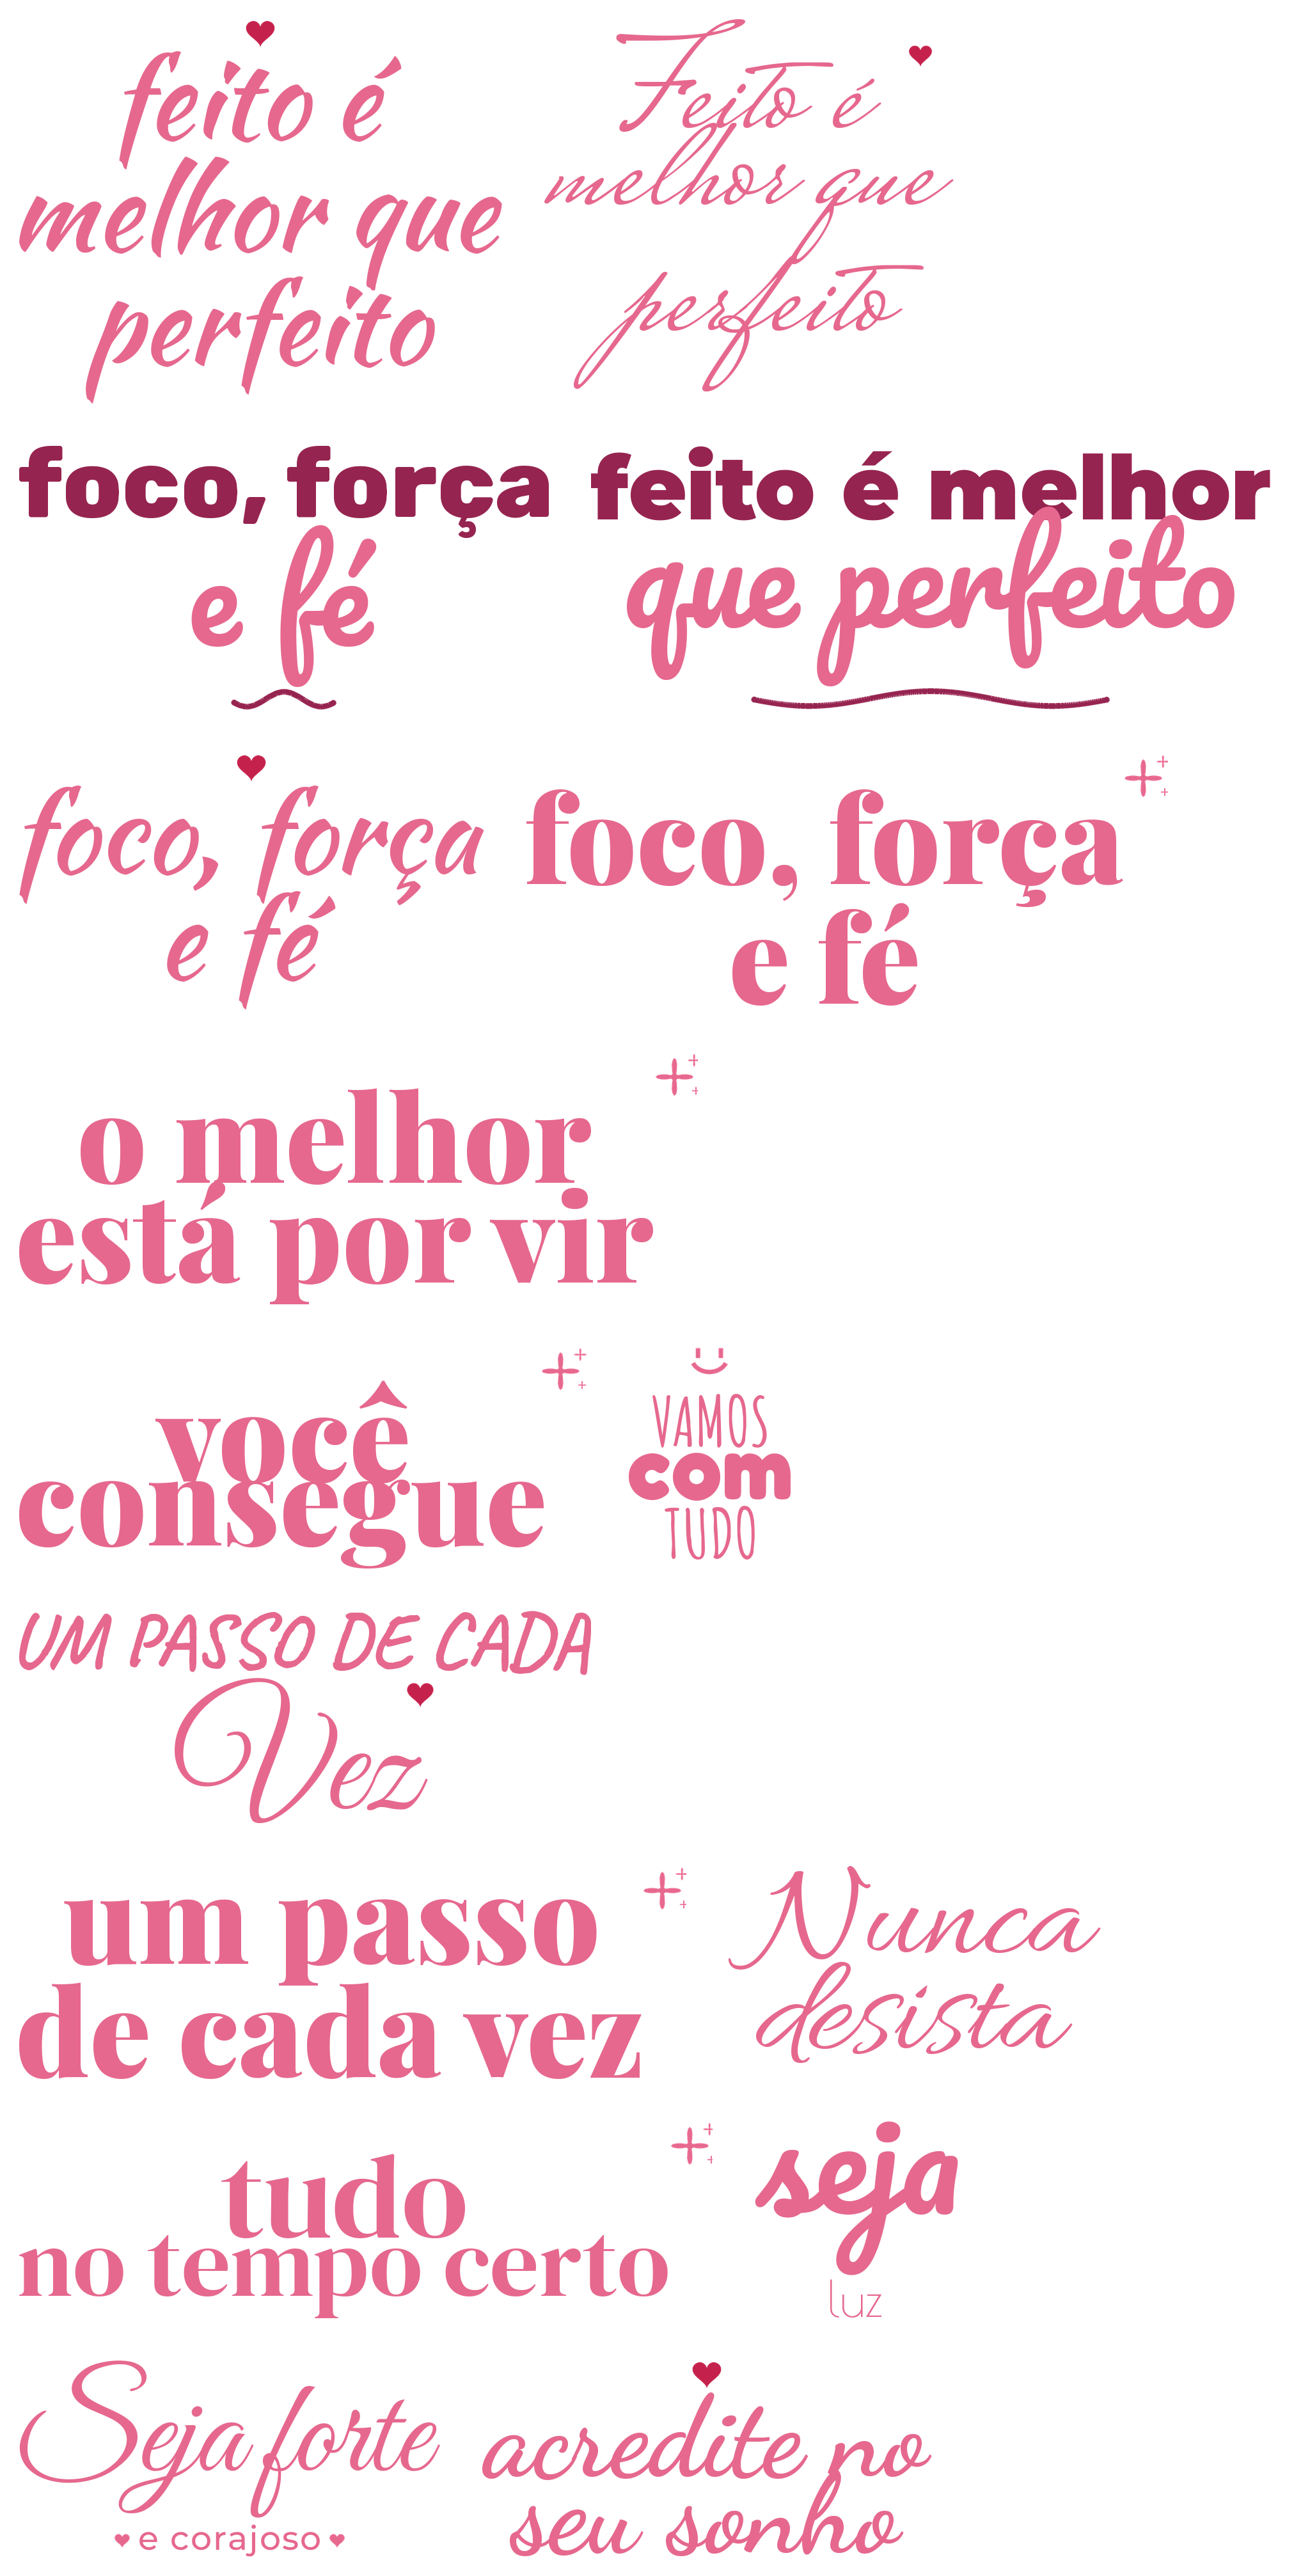 feito é
melhor que
perfeito
Feito é
melhor que
perfeito
foco, força
e fé
feito é melhor
que perfeito
foco, força
e fé
foco, força
e fé
o melhor
está por vir
você
consegue
VAMOS
com
TUDO
UM PASSO DE CADA
Vez
um passo
de cada vez
Nunca
desista
tudo
no tempo certo
seja
luz
Seja forte
e corajoso
acredite no
seu sonho